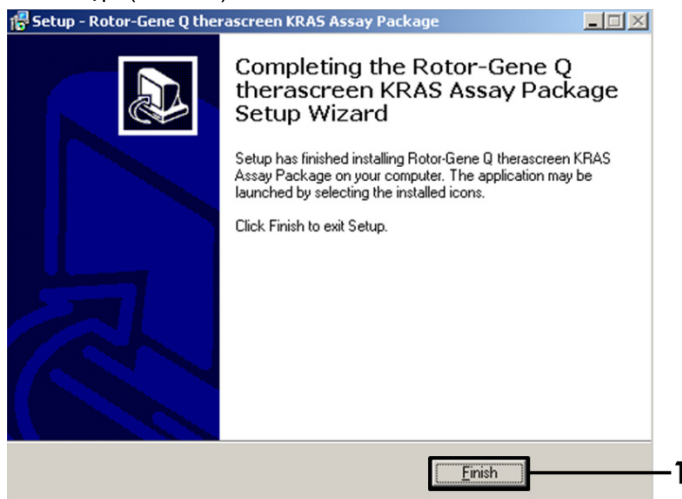 Setup - Rotor-Gene Q therascreen KRAS Assay Package
Completing the Rotor-Gene Q
therascreen KRAS Assay Package
Setup Wizard
Setup has finished installing Rotor-Gene Q therascreen KRAS
Assay Package on your computer. The application may be
launched by selecting the installed icons.
Click Finish to exit Setup.
Finish
1